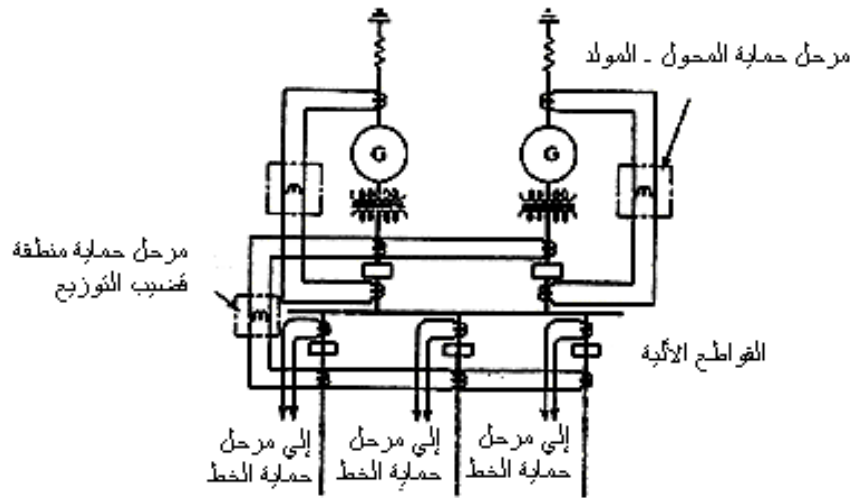 مرحل حماية المحول - المولد
G
G
مرحل حماية منطقة
قضيب التوزيع
القواطع الآلية
إلى مرحل
حماية الخط
إلى مرحل
حماية الخط
إلى مرحل
حماية الخط